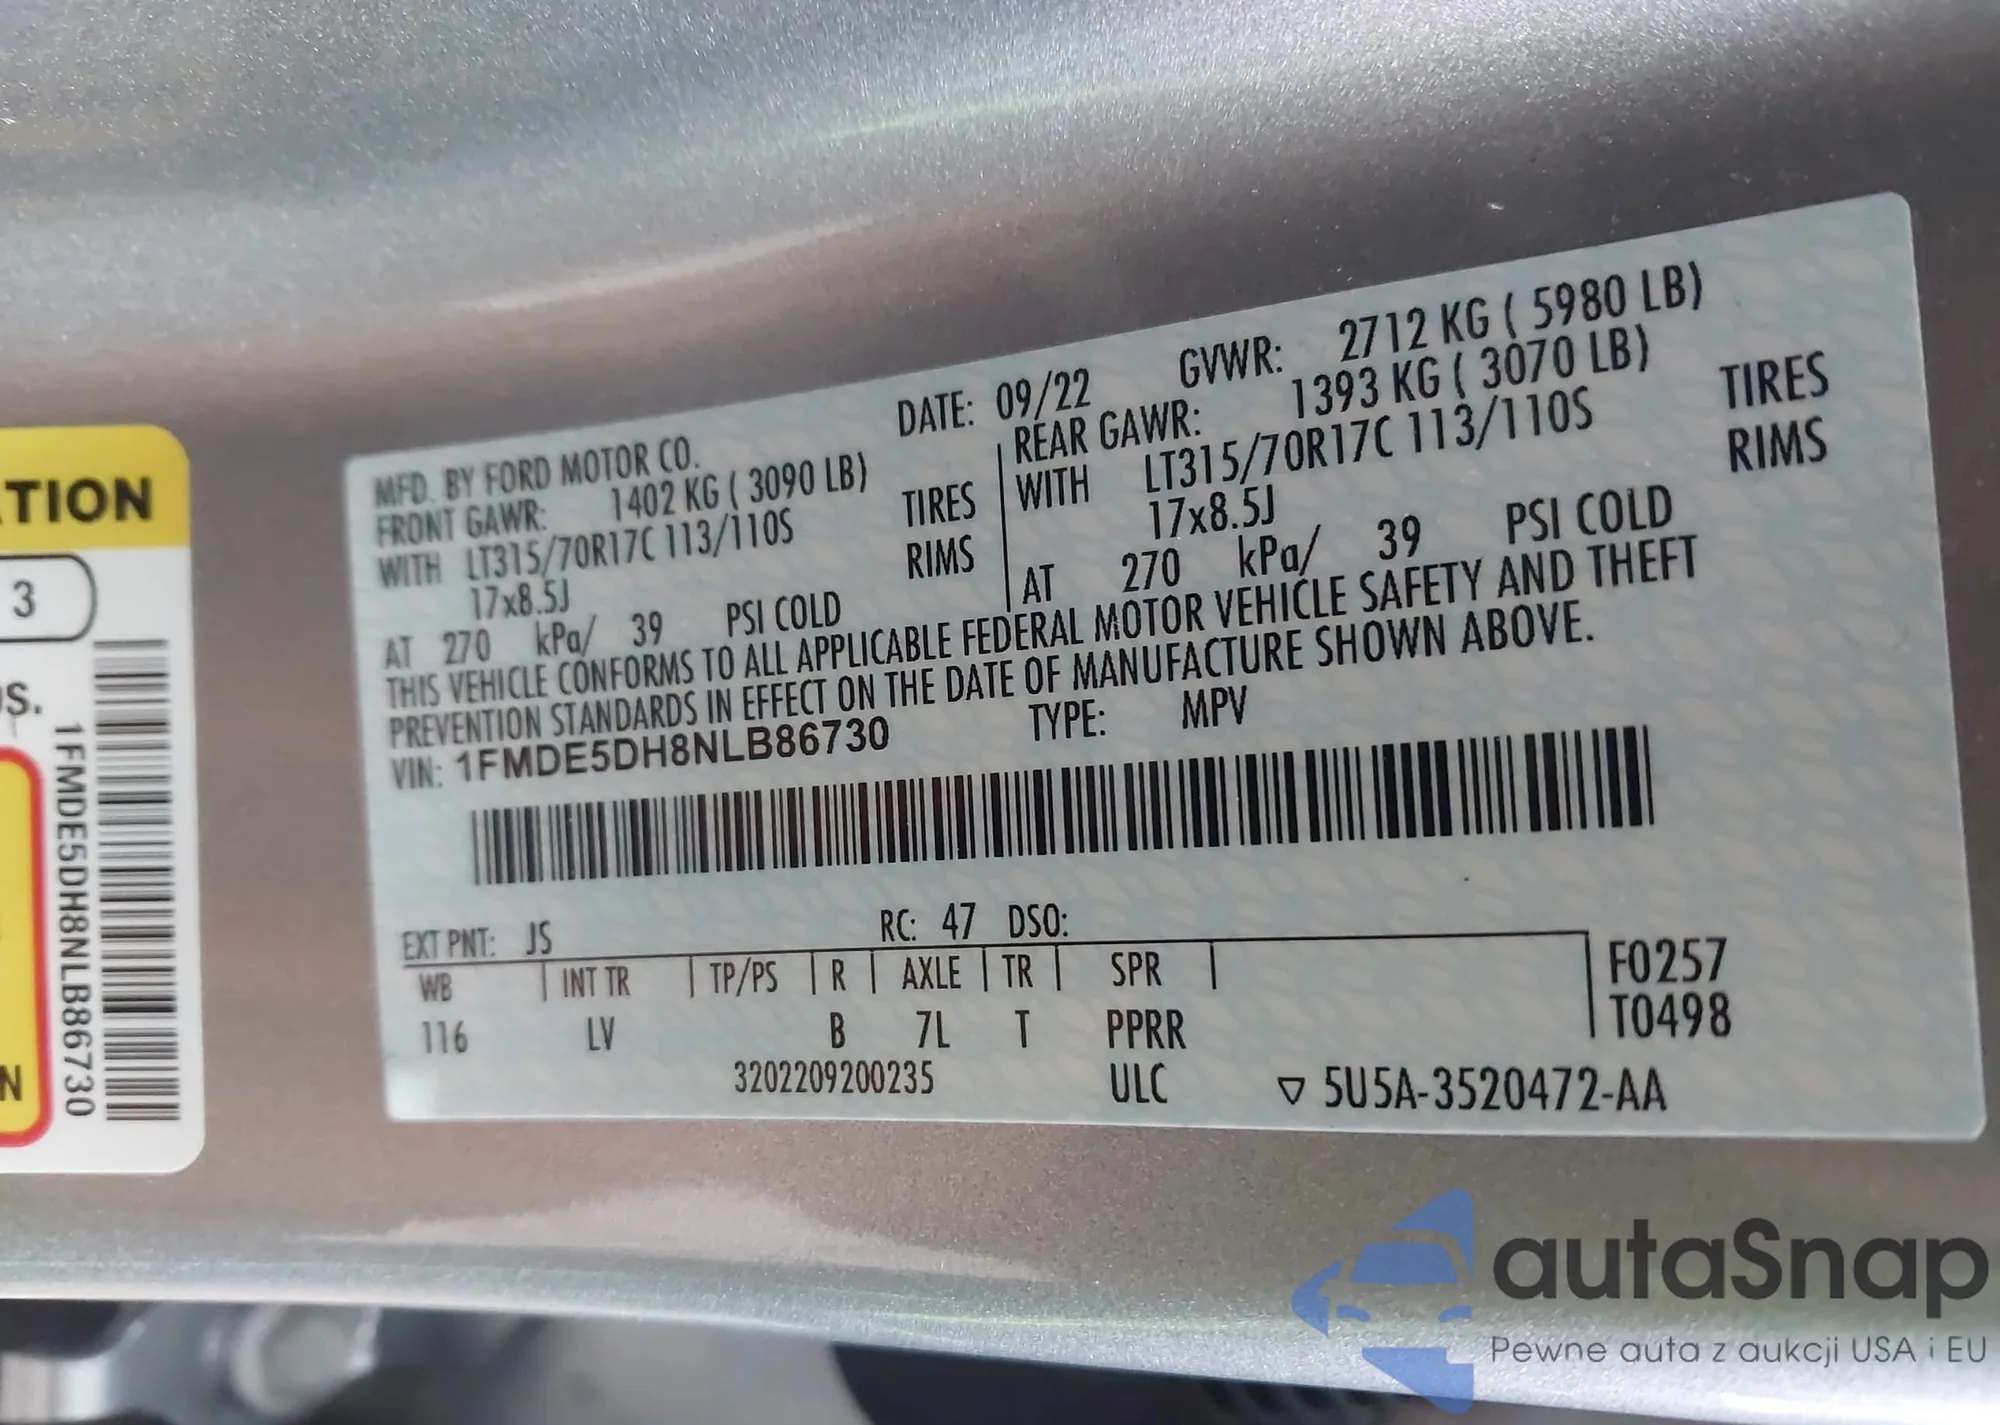 TION
3
OS.
N
1FMDE5DH8NLB86730
MFD. BY FORD MOTOR CO.
DATE: 09/22 GVWR: 2712 KG ( 5980 LB)
FRONT GAWR: 1402 KG ( 3090 LB)
WITH LT315/70R17C 113/110S TIRES
17x8.5J RIMS
AT 270 kPa/ 39 PSI COLD
REAR GAWR: 1393 KG ( 3070 LB)
WITH LT315/70R17C 113/110S TIRES
17x8.5J RIMS
AT 270 kPa/ 39 PSI COLD
THIS VEHICLE CONFORMS TO ALL APPLICABLE FEDERAL MOTOR VEHICLE SAFETY AND THEFT
PREVENTION STANDARDS IN EFFECT ON THE DATE OF MANUFACTURE SHOWN ABOVE.
VIN: 1FMDE5DH8NLB86730 TYPE: MPV
EXT PNT: JS RC: 47 DSO:
WB INT TR TP/PS R AXLE TR SPR F0257
116 LV B 7L T PPRR T0498
3202209200235 ULC ▽ 5U5A-3520472-AA
autaSnap
Pewne auta z aukcji USA i EU